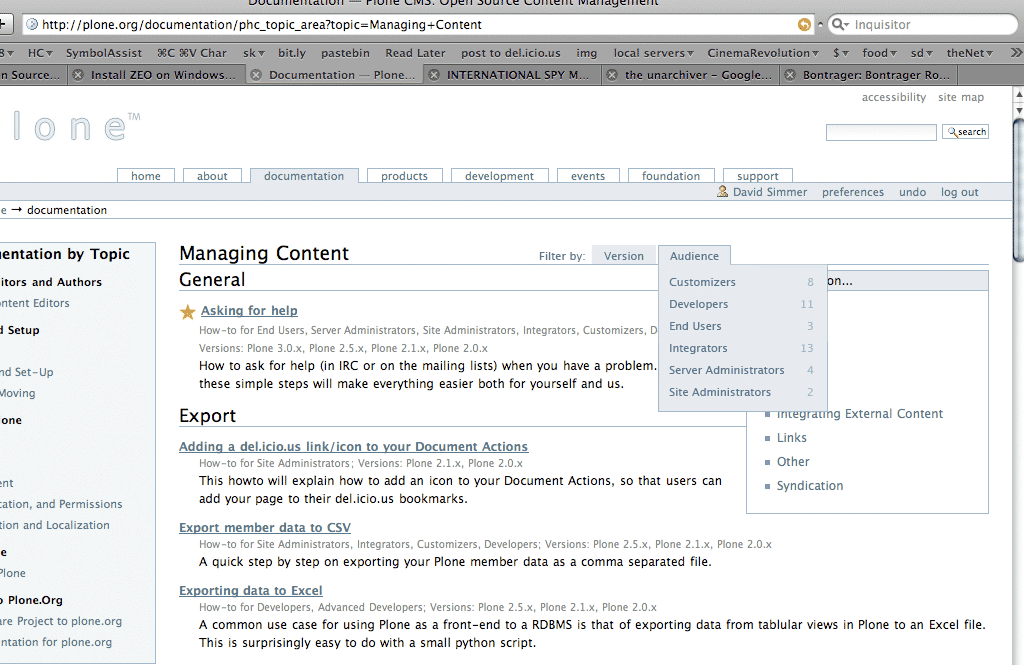 Documentation — Plone CMS: Open Source Content Management
http://plone.org/documentation/phc_topic_area?topic=Managing+Content
Inquisitor
8 HC SymbolAssist ⌘C ⌘V Char sk bit.ly pastebin Read Later post to del.icio.us img local servers CinemaRevolution $ food sd theNet
n Source... Install ZEO on Windows... Documentation — Plone... INTERNATIONAL SPY M... the unarchiver – Google... Bontrager: Bontrager Ro...
accessibility site map
lone™
search
home about documentation products development events foundation support
David Simmer preferences undo log out
e → documentation
entation by Topic
itors and Authors
ntent Editors
d Setup
nd Set-Up
Moving
one
ent
cation, and Permissions
tion and Localization
e
Plone
o Plone.Org
are Project to plone.org
ntation for plone.org
Managing Content
Filter by: Version Audience
Customizers 8
Developers 11
End Users 3
Integrators 13
Server Administrators 4
Site Administrators 2
on...
Integrating External Content
Links
Other
Syndication
General
Asking for help
How-to for End Users, Server Administrators, Site Administrators, Integrators, Customizers, D
Versions: Plone 3.0.x, Plone 2.5.x, Plone 2.1.x, Plone 2.0.x
How to ask for help (in IRC or on the mailing lists) when you have a problem.
these simple steps will make everything easier both for yourself and us.
Export
Adding a del.icio.us link/icon to your Document Actions
How-to for Site Administrators; Versions: Plone 2.1.x, Plone 2.0.x
This howto will explain how to add an icon to your Document Actions, so that users can
add your page to their del.icio.us bookmarks.
Export member data to CSV
How-to for Site Administrators, Integrators, Customizers, Developers; Versions: Plone 2.5.x, Plone 2.1.x, Plone 2.0.x
A quick step by step on exporting your Plone member data as a comma separated file.
Exporting data to Excel
How-to for Developers, Advanced Developers; Versions: Plone 2.5.x, Plone 2.1.x, Plone 2.0.x
A common use case for using Plone as a front-end to a RDBMS is that of exporting data from tablular views in Plone to an Excel file.
This is surprisingly easy to do with a small python script.